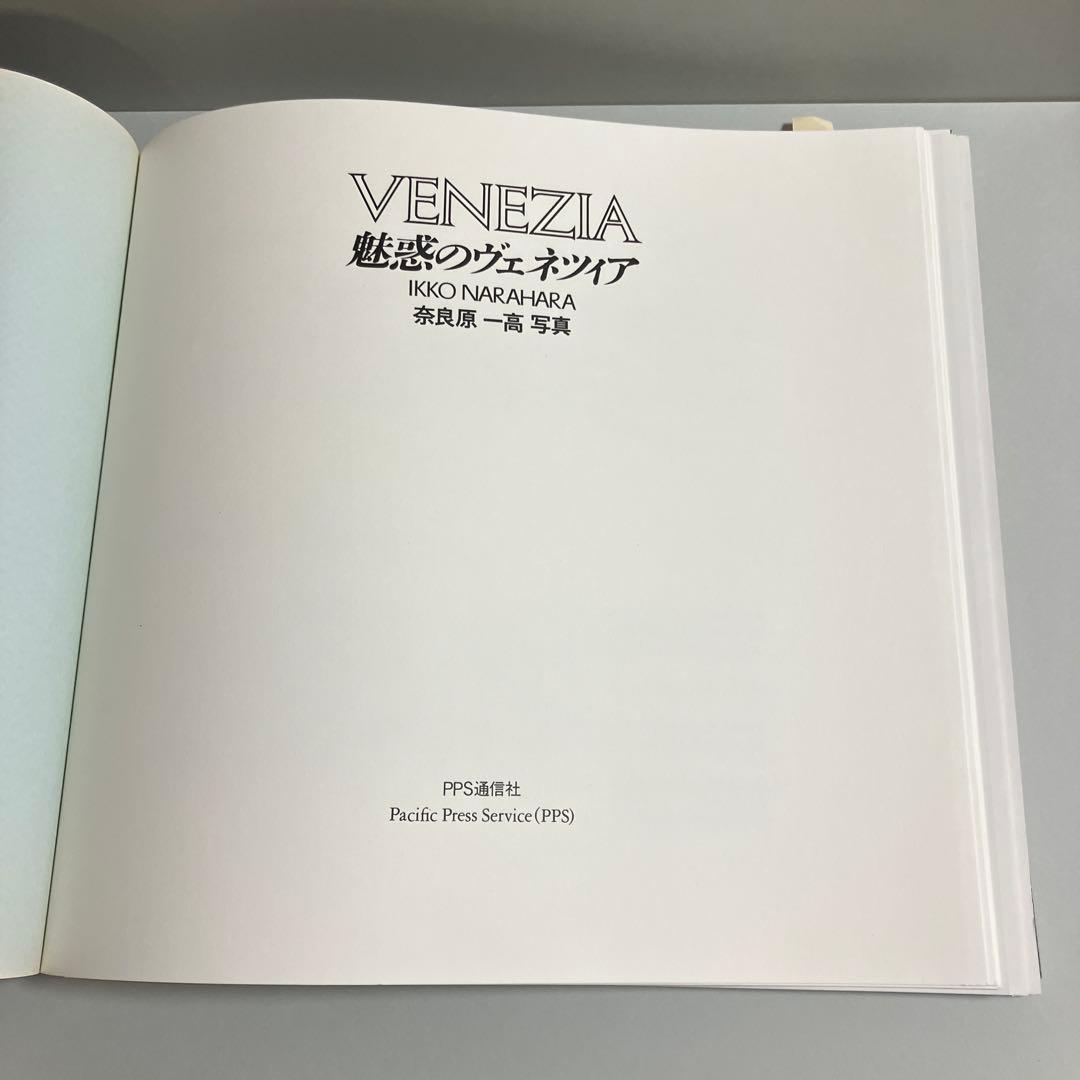 VENEZIA
魅惑のヴェネツィア
IKKO NARAHARA
奈良原 一高 写真
PPS通信社
Pacific Press Service (PPS)